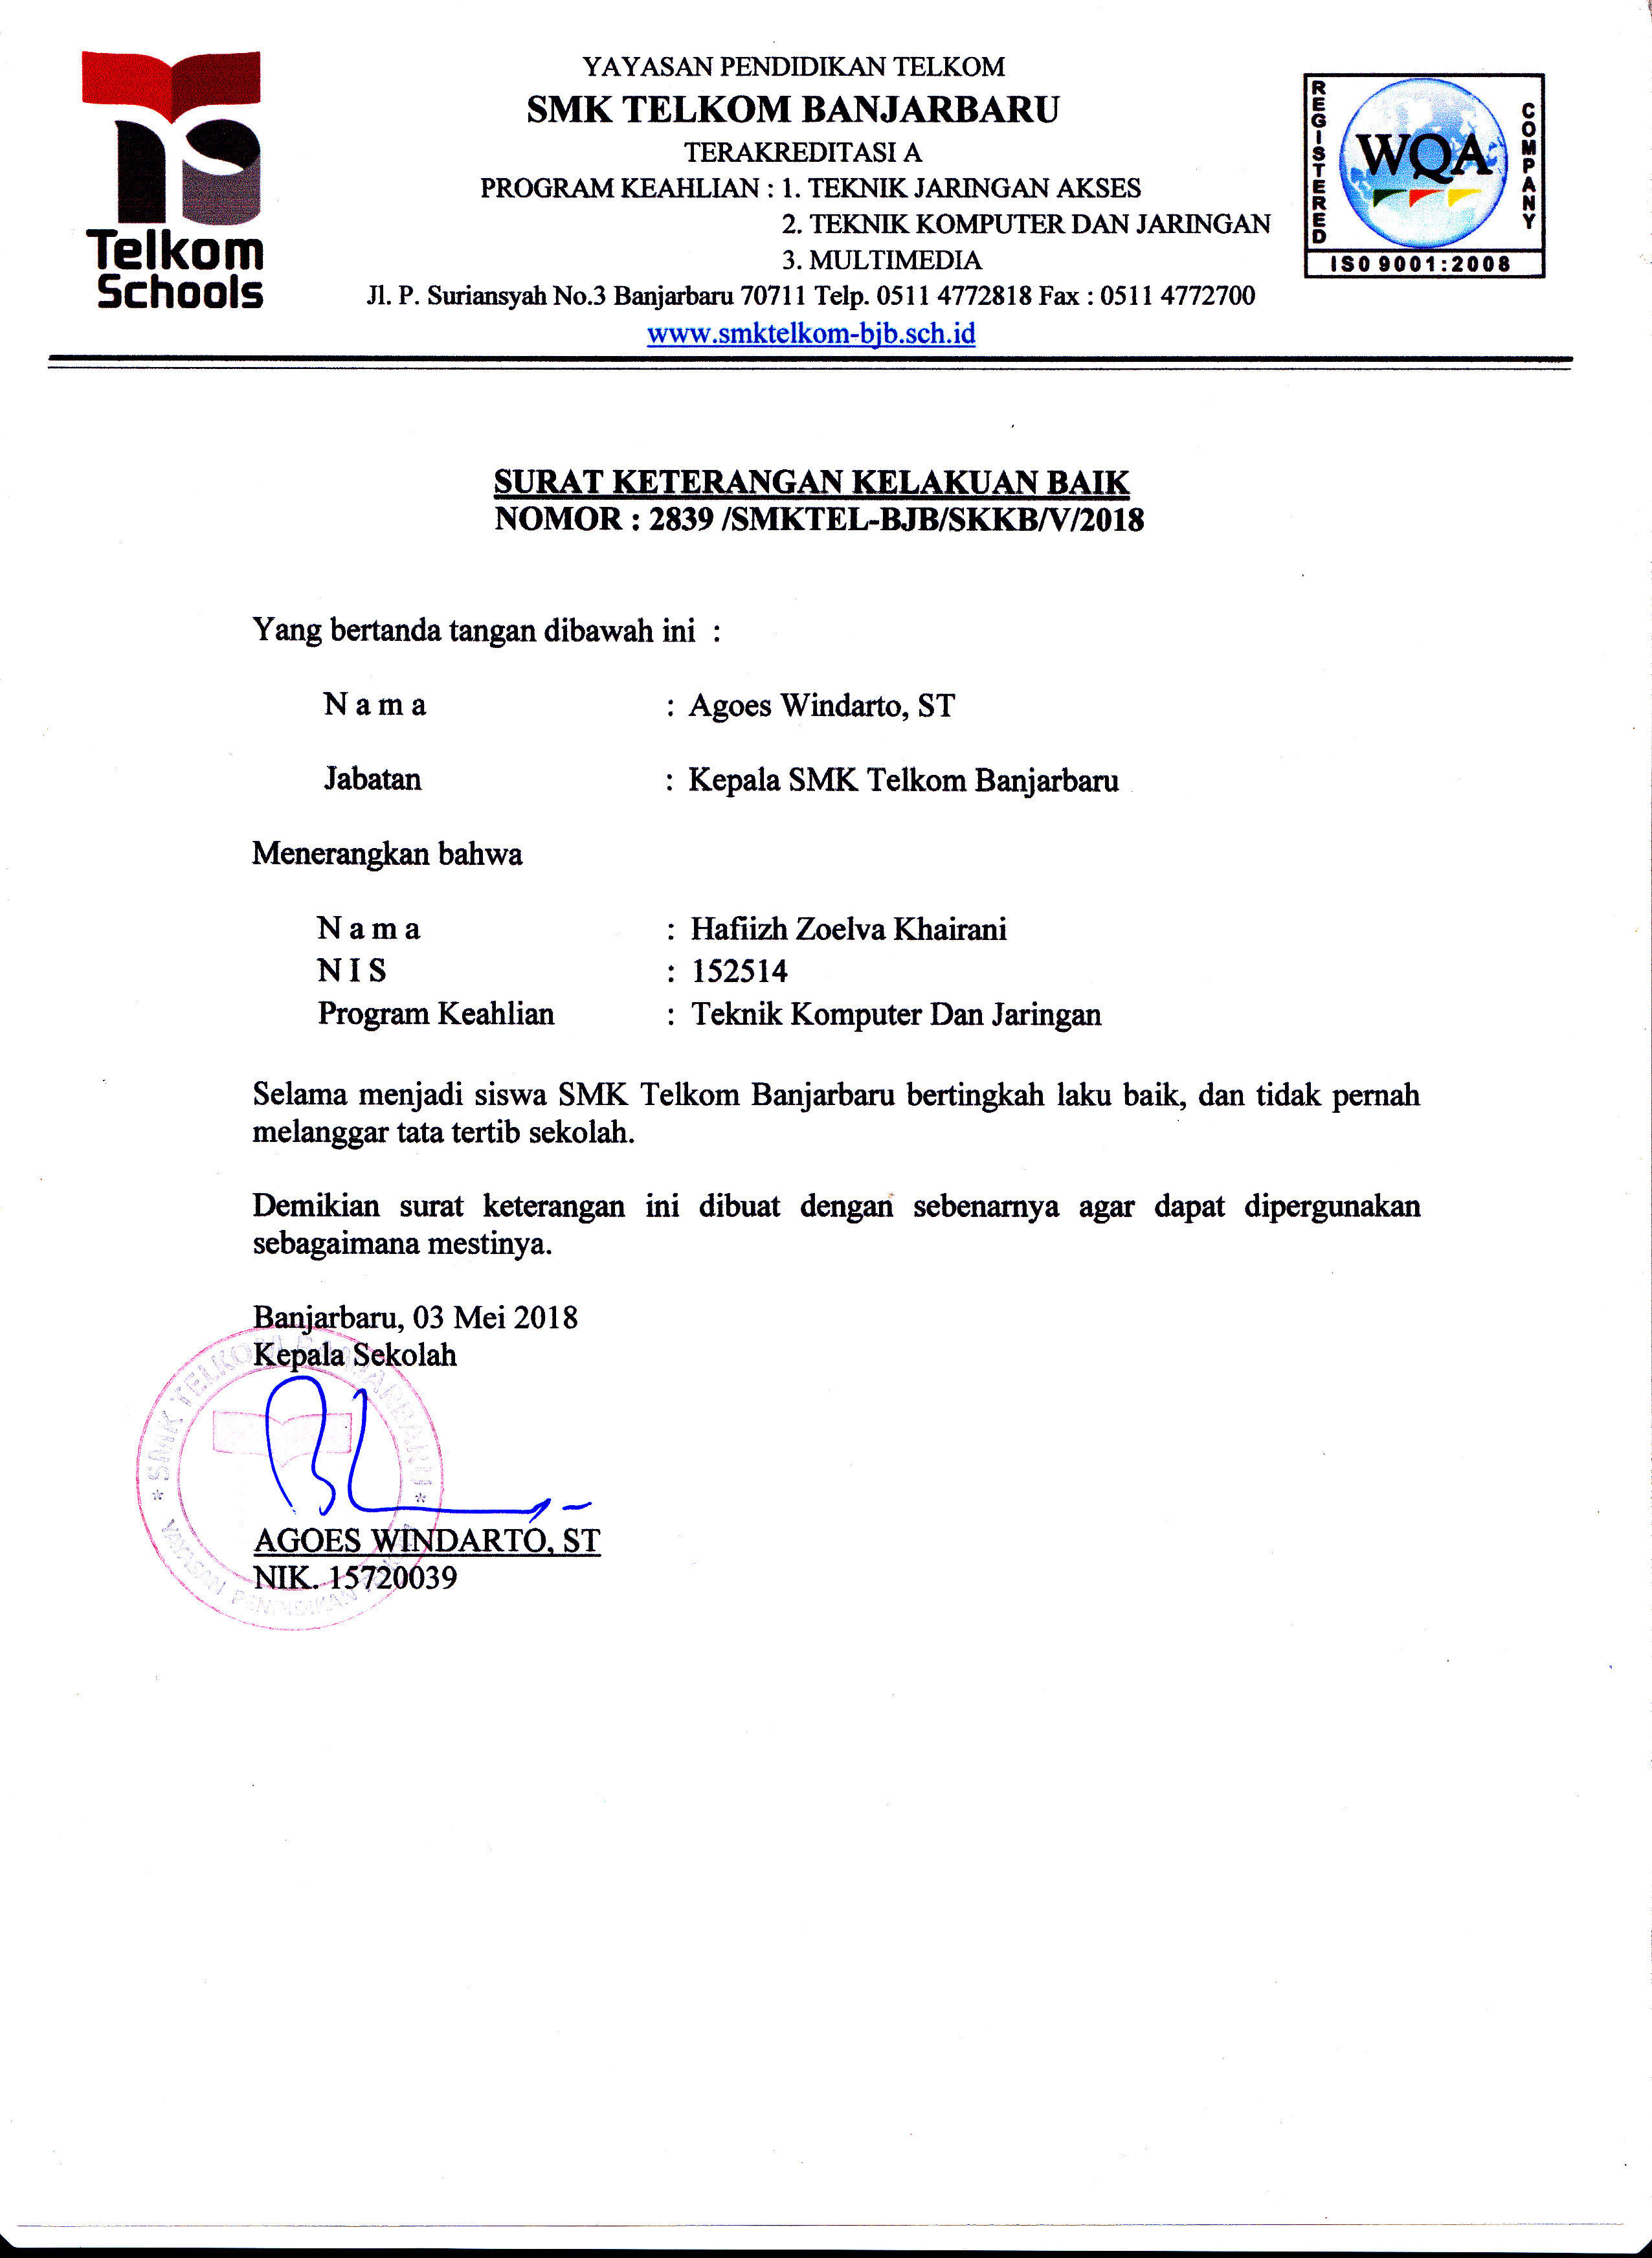 Telkom
Schools
YAYASAN PENDIDIKAN TELKOM
SMK TELKOM BANJARBARU
TERAKREDITASI A
PROGRAM KEAHLIAN : 1. TEKNIK JARINGAN AKSES
2. TEKNIK KOMPUTER DAN JARINGAN
3. MULTIMEDIA
Jl. P. Suriansyah No.3 Banjarbaru 70711 Telp. 0511 4772818 Fax : 0511 4772700
www.smktelkom-bjb.sch.id
REGISTERED
WQA
COMPANY
ISO 9001:2008
SURAT KETERANGAN KELAKUAN BAIK
NOMOR : 2839 /SMKTEL-BJB/SKKB/V/2018
Yang bertanda tangan dibawah ini :
N a m a : Agoes Windarto, ST
Jabatan : Kepala SMK Telkom Banjarbaru
Menerangkan bahwa
N a m a : Hafiizh Zoelva Khairani
N I S : 152514
Program Keahlian : Teknik Komputer Dan Jaringan
Selama menjadi siswa SMK Telkom Banjarbaru bertingkah laku baik, dan tidak pernah
melanggar tata tertib sekolah.
Demikian surat keterangan ini dibuat dengan sebenarnya agar dapat dipergunakan
sebagaimana mestinya.
Banjarbaru, 03 Mei 2018
Kepala Sekolah
* SMK TELKOM BANJARBARU *
YAYASAN PENDIDIKAN
AGOES WINDARTO, ST
NIK. 15720039